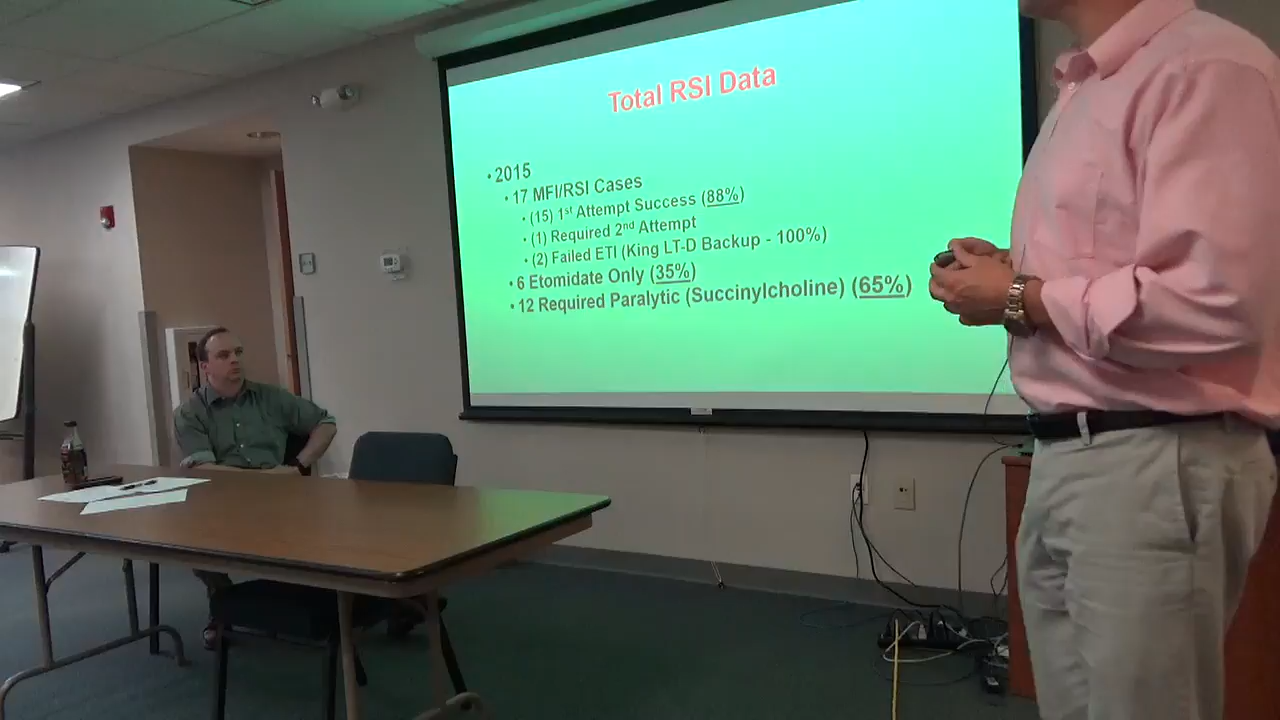 Total RSI Data
• 2015
• 17 MFI/RSI Cases
• (15) 1st Attempt Success (88%)
• (1) Required 2nd Attempt
• (2) Failed ETI (King LT-D Backup - 100%)
• 6 Etomidate Only (35%)
• 12 Required Paralytic (Succinylcholine) (65%)